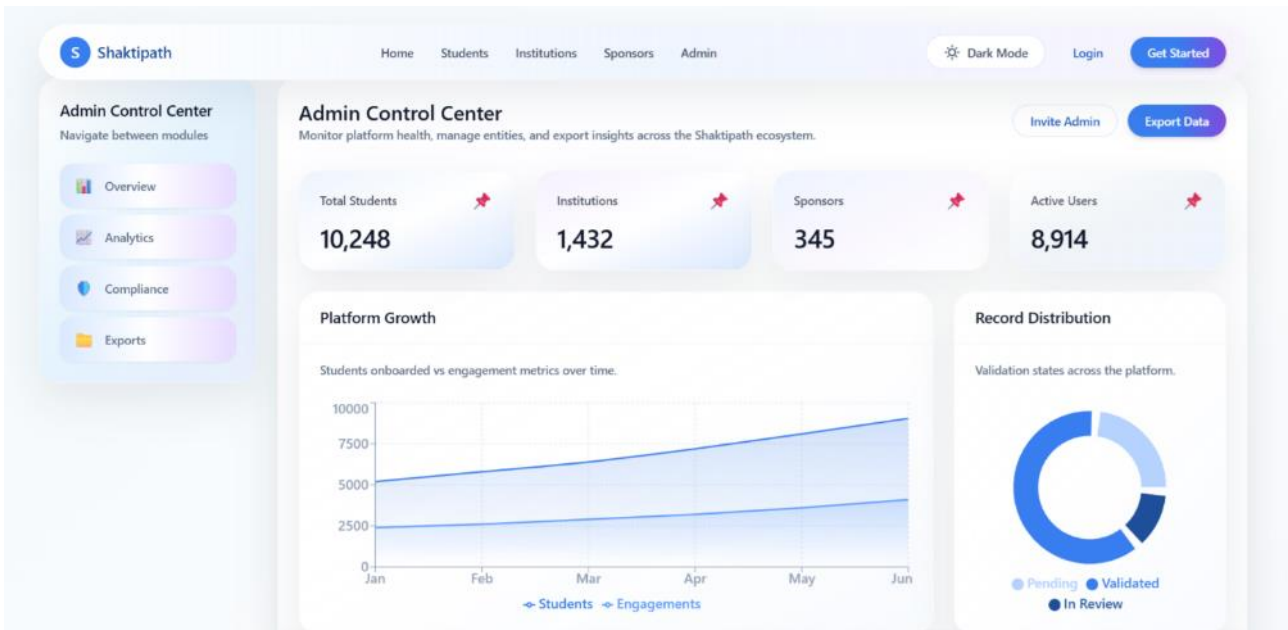 S Shaktipath
Home Students Institutions Sponsors Admin
Dark Mode Login Get Started
Admin Control Center
Navigate between modules
Overview
Analytics
Compliance
Exports
Admin Control Center
Monitor platform health, manage entities, and export insights across the Shaktipath ecosystem.
Invite Admin Export Data
Total Students
10,248
Institutions
1,432
Sponsors
345
Active Users
8,914
Platform Growth
Students onboarded vs engagement metrics over time.
10000
7500
5000
2500
0
Jan Feb Mar Apr May Jun
Students Engagements
Record Distribution
Validation states across the platform.
Pending Validated
In Review